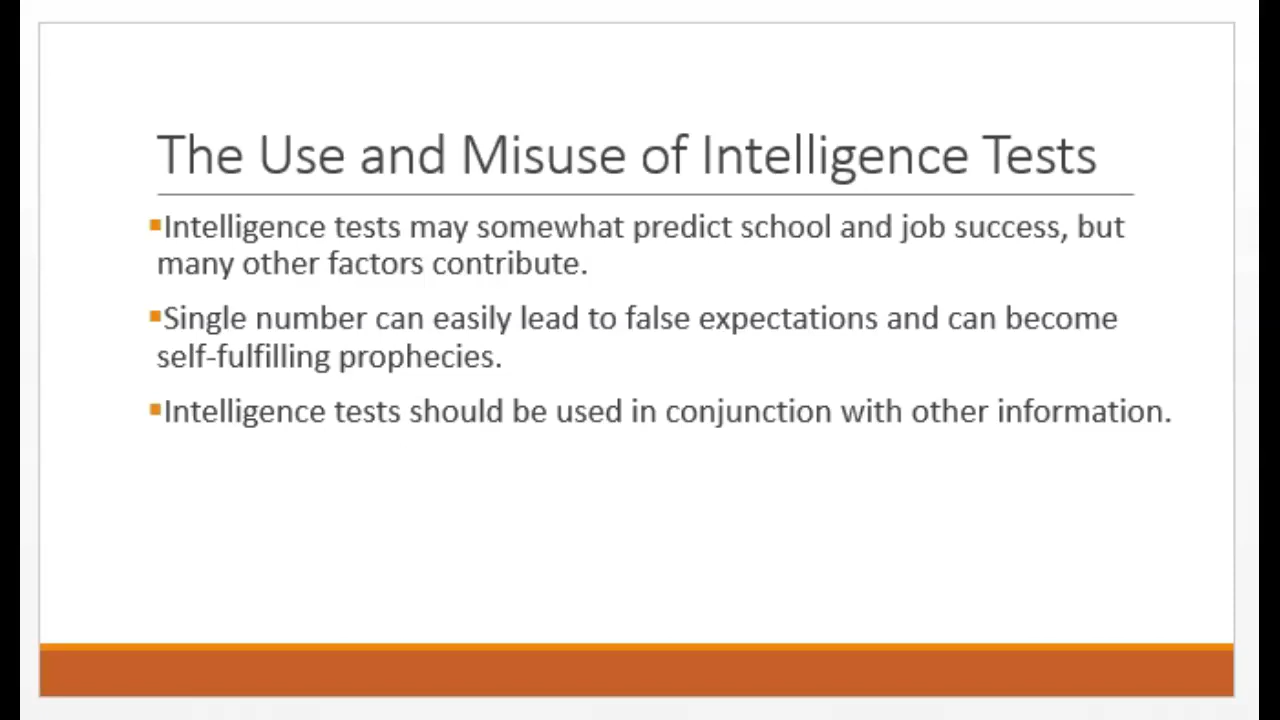 The Use and Misuse of Intelligence Tests
▪Intelligence tests may somewhat predict school and job success, but
many other factors contribute.
▪Single number can easily lead to false expectations and can become
self-fulfilling prophecies.
▪Intelligence tests should be used in conjunction with other information.